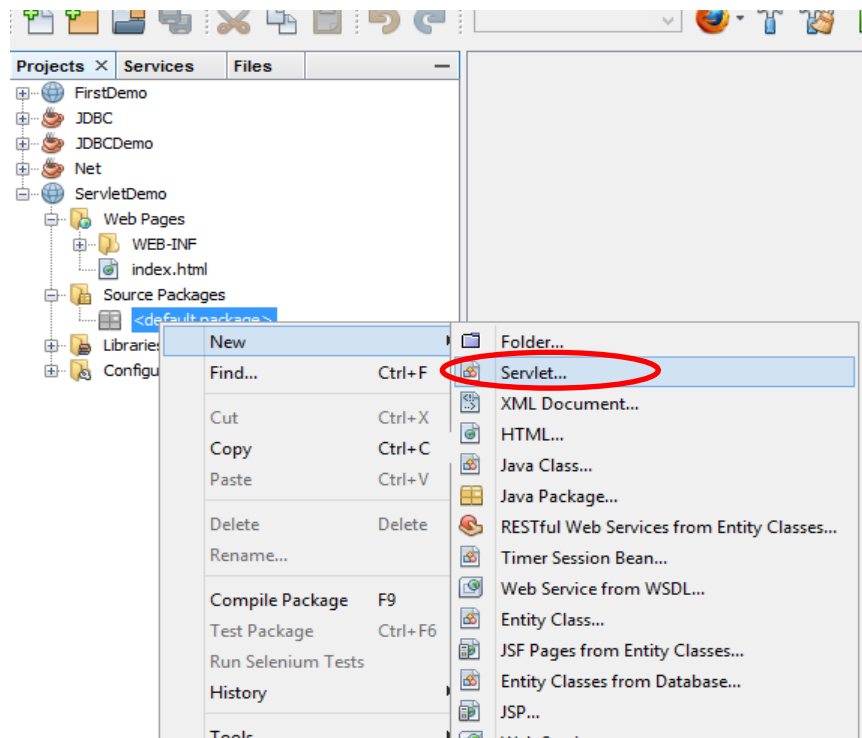 Projects × Services Files
FirstDemo
JDBC
JDBCDemo
Net
ServletDemo
Web Pages
WEB-INF
index.html
Source Packages
<default package>
Libraries
Configu
New
Find... Ctrl+F
Cut Ctrl+X
Copy Ctrl+C
Paste Ctrl+V
Delete Delete
Rename...
Compile Package F9
Test Package Ctrl+F6
Run Selenium Tests
History
Tools
Folder...
Servlet...
XML Document...
HTML...
Java Class...
Java Package...
RESTful Web Services from Entity Classes...
Timer Session Bean...
Web Service from WSDL...
Entity Class...
JSF Pages from Entity Classes...
Entity Classes from Database...
JSP...